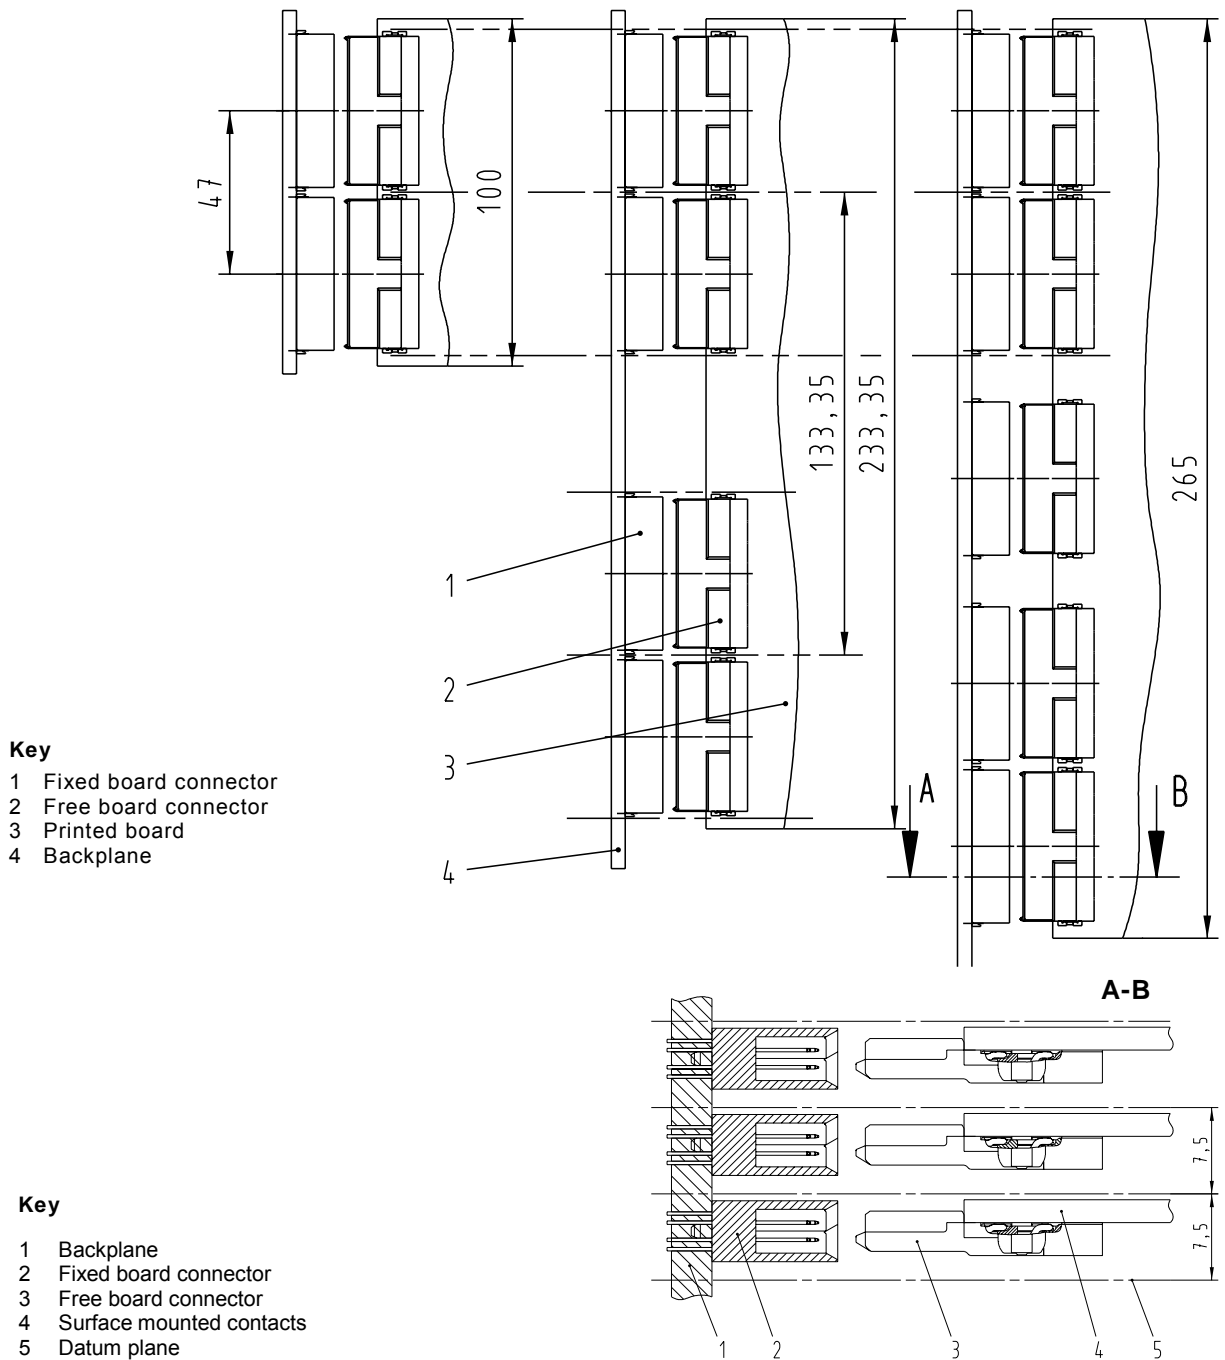 47
100
133,35
233,35
265
1
2
3
4
A
B
Key
1 Fixed board connector
2 Free board connector
3 Printed board
4 Backplane
A-B
7,5
7,5
Key
1 Backplane
2 Fixed board connector
3 Free board connector
4 Surface mounted contacts
5 Datum plane
1 2 3 4 5